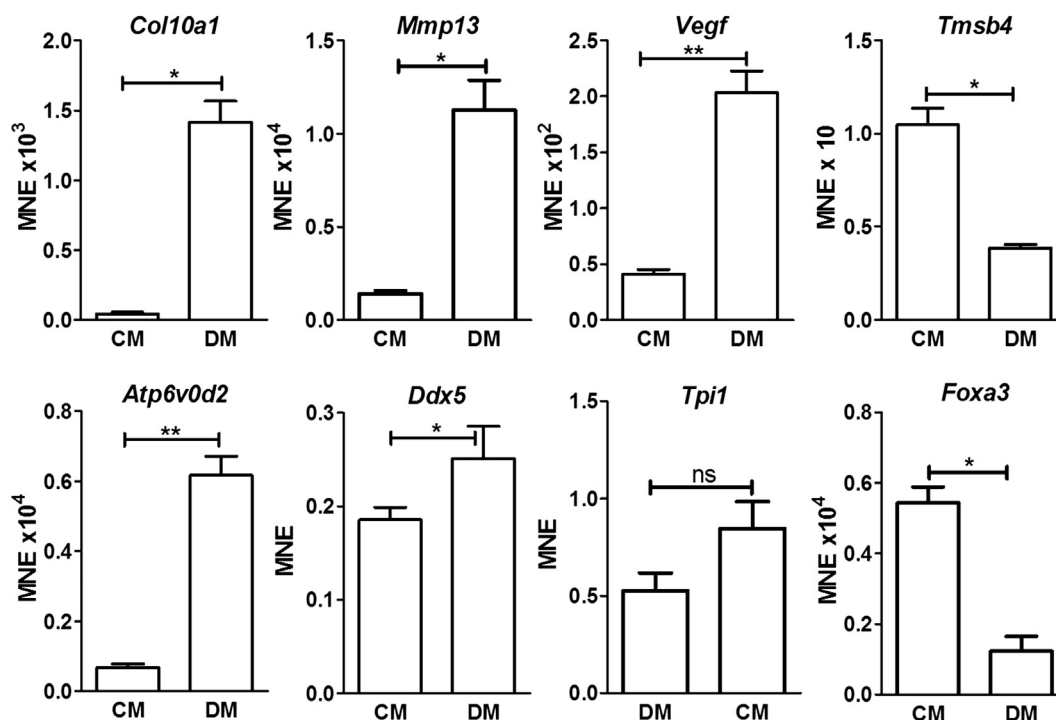 Col10a1
MNE x10³
2.0
1.5
1.0
0.5
0.0
*
CM DM
Mmp13
MNE x10⁴
1.5
1.0
0.5
0.0
*
CM DM
Vegf
MNE x10²
2.5
2.0
1.5
1.0
0.5
0.0
**
CM DM
Tmsb4
MNE x 10
1.5
1.0
0.5
0.0
*
CM DM
Atp6v0d2
MNE x10⁴
0.8
0.6
0.4
0.2
0.0
**
CM DM
Ddx5
MNE
0.3
0.2
0.1
0.0
*
CM DM
Tpi1
MNE
1.5
1.0
0.5
0.0
ns
DM CM
Foxa3
MNE x10⁴
0.8
0.6
0.4
0.2
0.0
*
CM DM